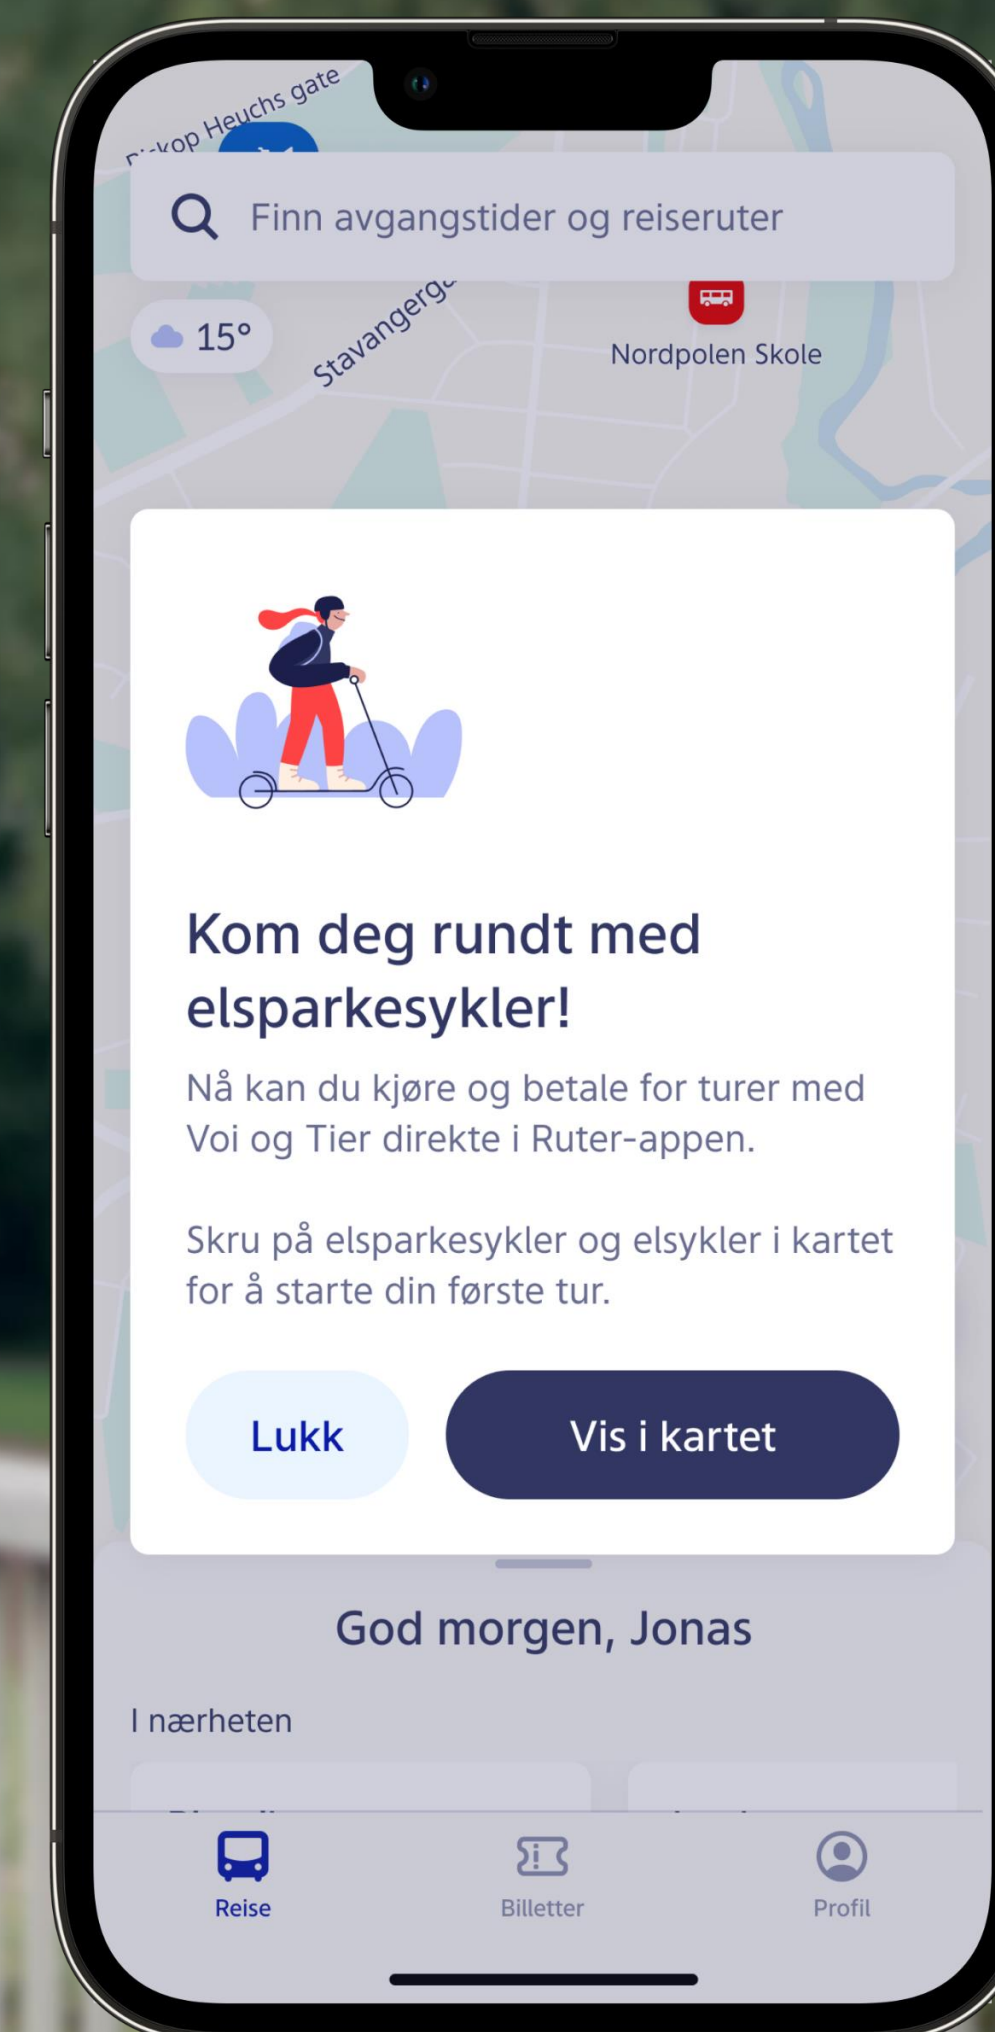 Heuchs gate
Finn avgangstider og reiseruter
15°
Nordpolen Skole
Kom deg rundt med
elsparkesykler!
Nå kan du kjøre og betale for turer med
Voi og Tier direkte i Ruter-appen.
Skru på elsparkesykler og elsykler i kartet
for å starte din første tur.
Lukk
Vis i kartet
God morgen, Jonas
I nærheten
Reise
Billetter
Profil